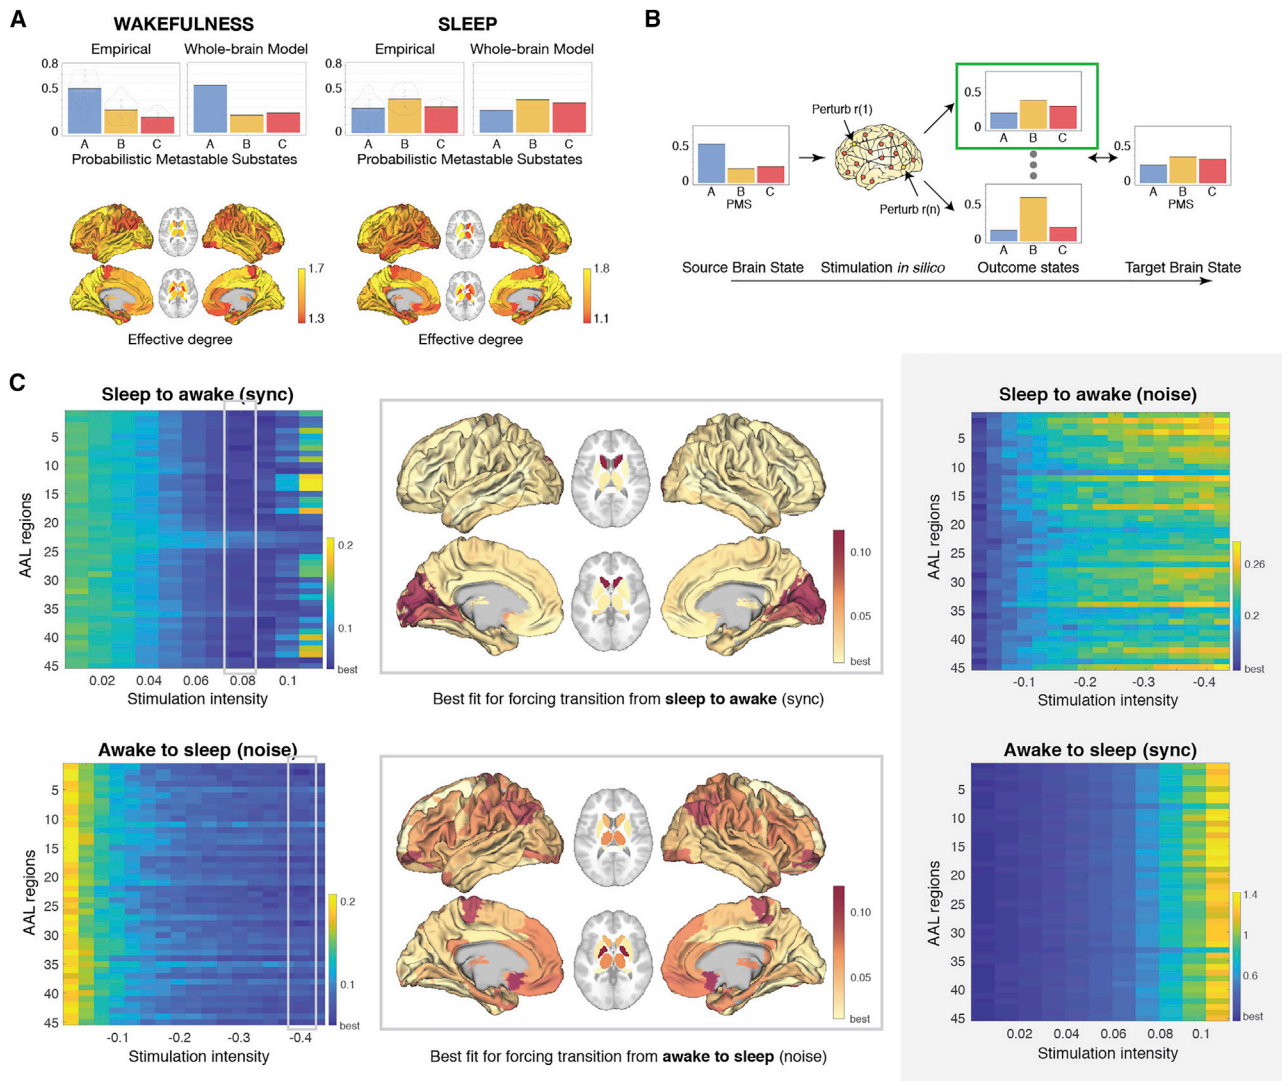 A
WAKEFULNESS
SLEEP
Empirical
Whole-brain Model
Empirical
Whole-brain Model
0.8
0.5
0
A B C
A B C
Probabilistic Metastable Substates
0.8
0.5
0
A B C
A B C
Probabilistic Metastable Substates
1.7
1.3
Effective degree
1.8
1.1
Effective degree
B
0.5
0
A B C
PMS
Perturb r(1)
Perturb r(n)
0.5
0
A B C
0.5
0
A B C
0.5
0
A B C
PMS
Source Brain State
Stimulation in silico
Outcome states
Target Brain State
C
Sleep to awake (sync)
AAL regions
5
10
15
20
25
30
35
40
45
0.02 0.04 0.06 0.08 0.1
Stimulation intensity
0.2
0.1
best
0.10
0.05
best
Best fit for forcing transition from sleep to awake (sync)
Sleep to awake (noise)
AAL regions
5
10
15
20
25
30
35
40
45
-0.1 -0.2 -0.3 -0.4
Stimulation intensity
0.26
0.2
best
Awake to sleep (noise)
AAL regions
5
10
15
20
25
30
35
40
45
-0.1 -0.2 -0.3 -0.4
Stimulation intensity
0.2
0.1
best
0.10
0.05
best
Best fit for forcing transition from awake to sleep (noise)
Awake to sleep (sync)
AAL regions
5
10
15
20
25
30
35
40
45
0.02 0.04 0.06 0.08 0.1
Stimulation intensity
1.4
1
0.6
best